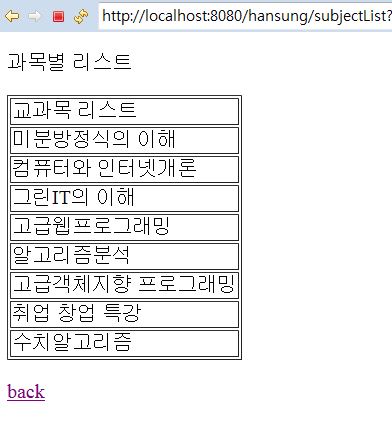 http://localhost:8080/hansung/subjectList?
과목별 리스트
교과목 리스트
미분방정식의 이해
컴퓨터와 인터넷개론
그린IT의 이해
고급웹프로그래밍
알고리즘분석
고급객체지향 프로그래밍
취업 창업 특강
수치알고리즘
back